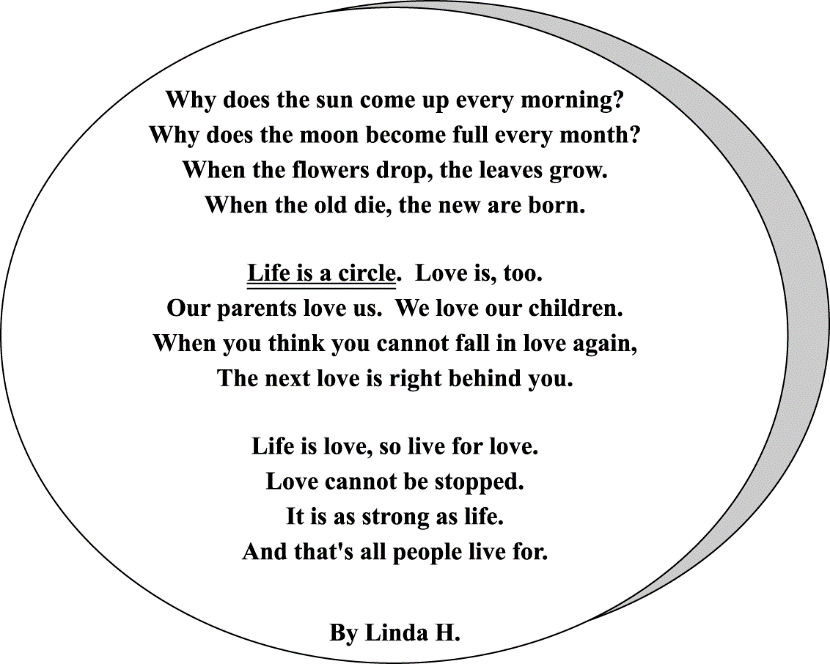 Why does the sun come up every morning?
Why does the moon become full every month?
When the flowers drop, the leaves grow.
When the old die, the new are born.
Life is a circle.  Love is, too.
Our parents love us.  We love our children.
When you think you cannot fall in love again,
The next love is right behind you.
Life is love, so live for love.
Love cannot be stopped.
It is as strong as life.
And that's all people live for.
By Linda H.